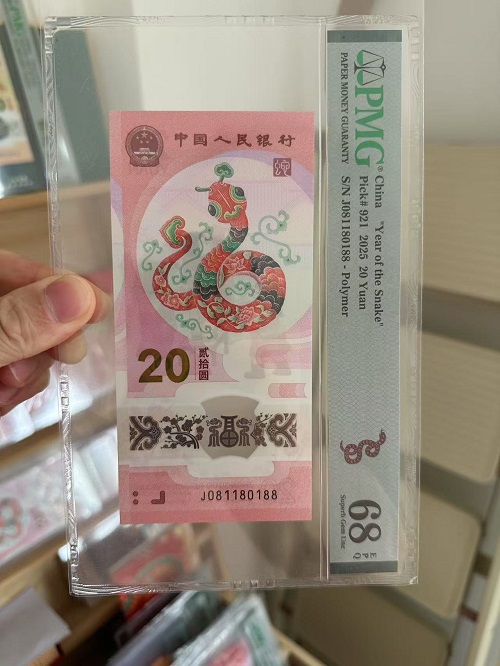 中国人民银行
20
贰拾圆
福
J081180188
PMG®
PAPER MONEY GUARANTY
China "Year of the Snake"
Pick# 921 2025 20 Yuan
S/N J081180188 - Polymer
68 EPQ
Superb Gem Unc